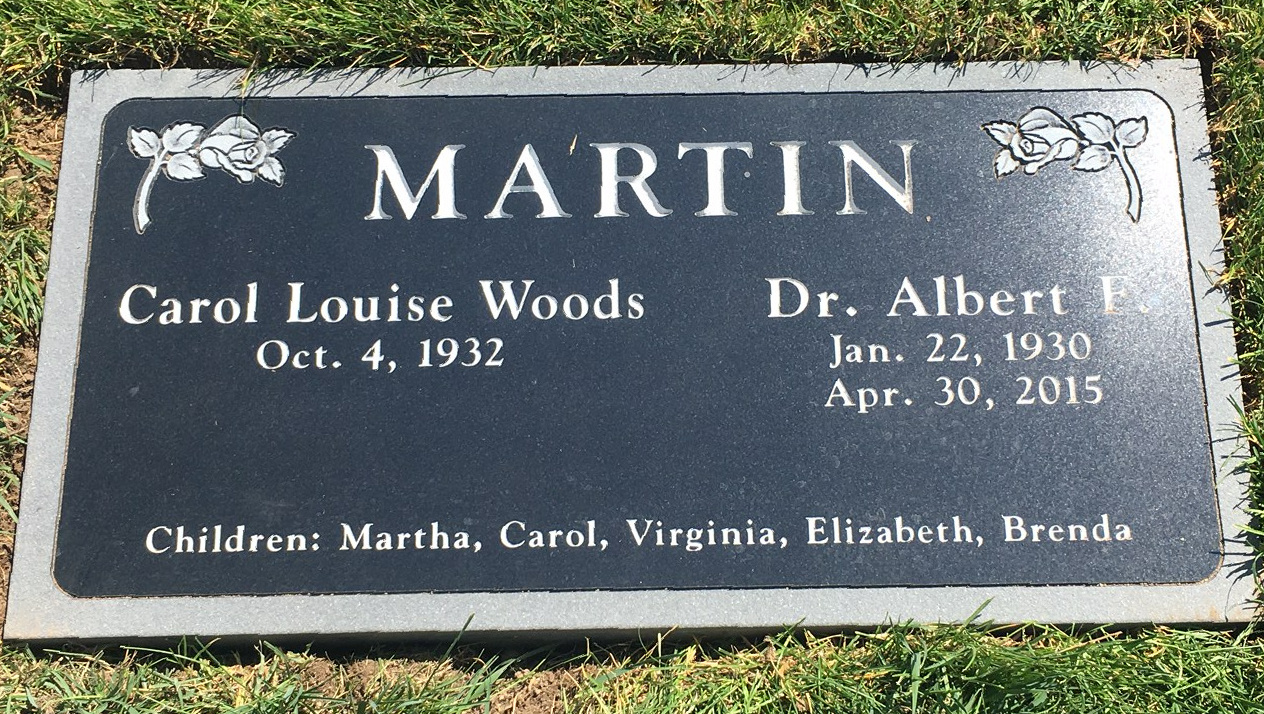 MARTIN
Carol Louise Woods
Oct. 4, 1932
Dr. Albert F.
Jan. 22, 1930
Apr. 30, 2015
Children: Martha, Carol, Virginia, Elizabeth, Brenda